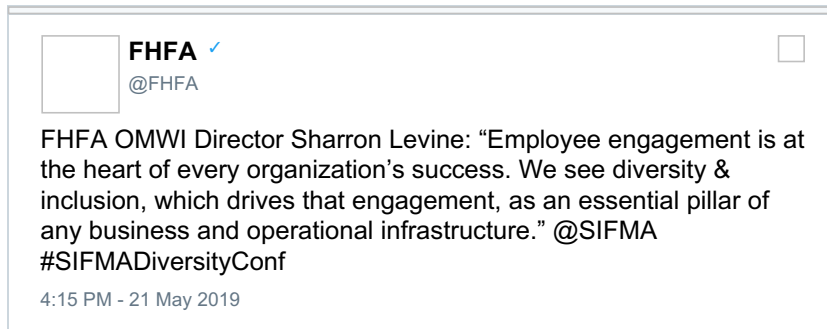 FHFA ✓
@FHFA
FHFA OMWI Director Sharron Levine: “Employee engagement is at
the heart of every organization’s success. We see diversity &
inclusion, which drives that engagement, as an essential pillar of
any business and operational infrastructure.” @SIFMA
#SIFMADiversityConf
4:15 PM - 21 May 2019